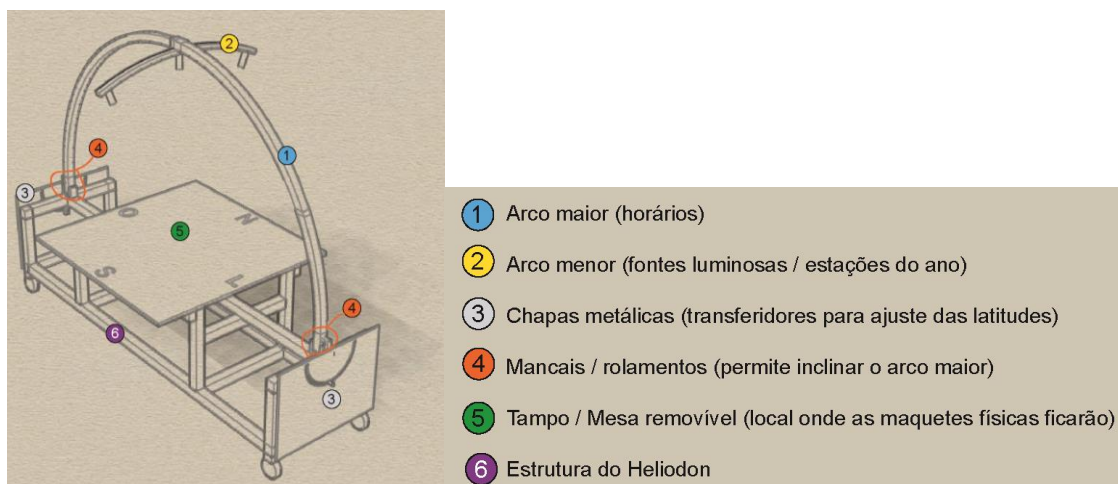 2
1
4
3
O
N
5
S
L
4
6
3
1 Arco maior (horários)
2 Arco menor (fontes luminosas / estações do ano)
3 Chapas metálicas (transferidores para ajuste das latitudes)
4 Mancais / rolamentos (permite inclinar o arco maior)
5 Tampo / Mesa removível (local onde as maquetes físicas ficarão)
6 Estrutura do Heliodon